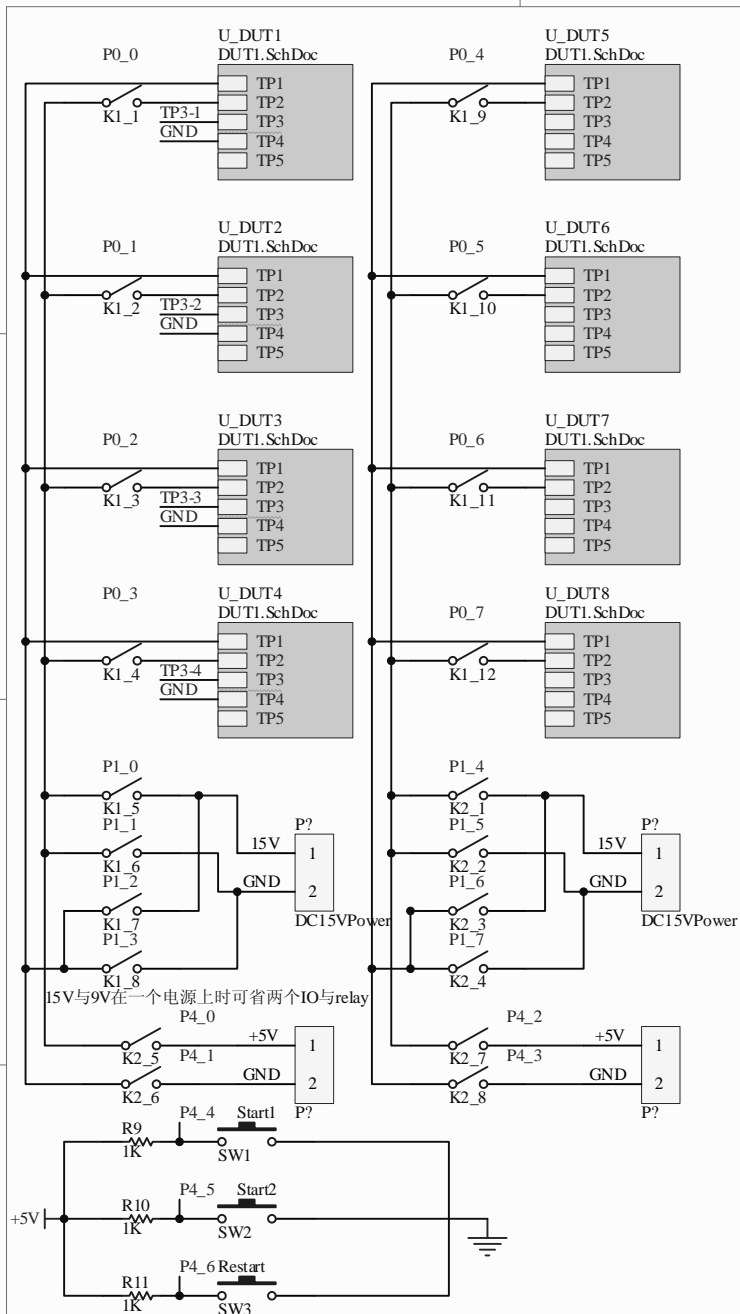 U_DUT1
P0_0
DUT1.SchDoc
TP1
TP2
K1_1
TP3-1
TP3
GND
TP4
TP5
U_DUT2
P0_1
DUT1.SchDoc
TP1
TP2
K1_2
TP3-2
TP3
GND
TP4
TP5
U_DUT3
P0_2
DUT1.SchDoc
TP1
TP2
K1_3
TP3-3
TP3
GND
TP4
TP5
U_DUT4
P0_3
DUT1.SchDoc
TP1
TP2
K1_4
TP3-4
TP3
GND
TP4
TP5
P1_0
K1_5
P1_1
K1_6
P1_2
K1_7
P1_3
K1_8
15V
GND
P?
1
2
DC15VPower
15V与9V在一个电源上时可省两个IO与relay
P4_0
K2_5
P4_1
K2_6
+5V
GND
1
2
P?
U_DUT5
P0_4
DUT1.SchDoc
TP1
TP2
K1_9
TP3
TP4
TP5
U_DUT6
P0_5
DUT1.SchDoc
TP1
TP2
K1_10
TP3
TP4
TP5
U_DUT7
P0_6
DUT1.SchDoc
TP1
TP2
K1_11
TP3
TP4
TP5
U_DUT8
P0_7
DUT1.SchDoc
TP1
TP2
K1_12
TP3
TP4
TP5
P1_4
K2_1
P1_5
K2_2
P1_6
K2_3
P1_7
K2_4
15V
GND
P?
1
2
DC15VPower
P4_2
K2_7
P4_3
K2_8
+5V
GND
1
2
P?
R9
1K
P4_4
Start1
SW1
+5V
R10
1K
P4_5
Start2
SW2
R11
1K
P4_6
Restart
SW3